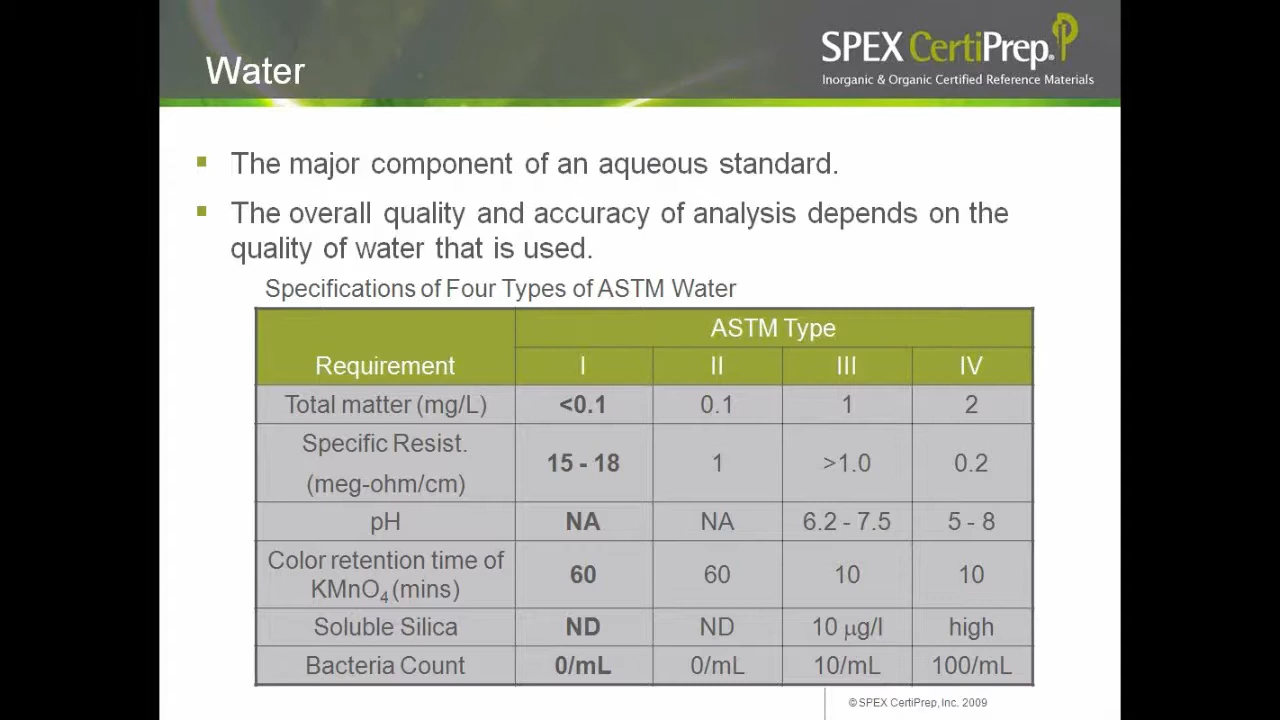 Water
SPEX CertiPrep.
Inorganic & Organic Certified Reference Materials
The major component of an aqueous standard.
The overall quality and accuracy of analysis depends on the
quality of water that is used.
Specifications of Four Types of ASTM Water
ASTM Type
Requirement I II III IV
Total matter (mg/L) <0.1 0.1 1 2
Specific Resist.
(meg-ohm/cm) 15 - 18 1 >1.0 0.2
pH NA NA 6.2 - 7.5 5 - 8
Color retention time of
KMnO₄ (mins) 60 60 10 10
Soluble Silica ND ND 10 µg/l high
Bacteria Count 0/mL 0/mL 10/mL 100/mL
© SPEX CertiPrep, Inc. 2009